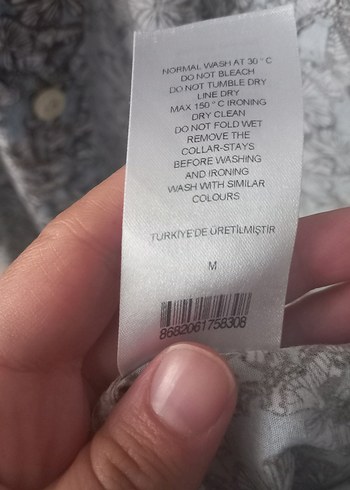 NORMAL WASH AT 30 ° C
DO NOT BLEACH
DO NOT TUMBLE DRY
LINE DRY
MAX 150 ° C IRONING
DRY CLEAN
DO NOT FOLD WET
REMOVE THE
COLLAR-STAYS
BEFORE WASHING
AND IRONING
WASH WITH SIMILAR
COLOURS
TÜRKİYE'DE ÜRETİLMİŞTİR
M
8682061758308